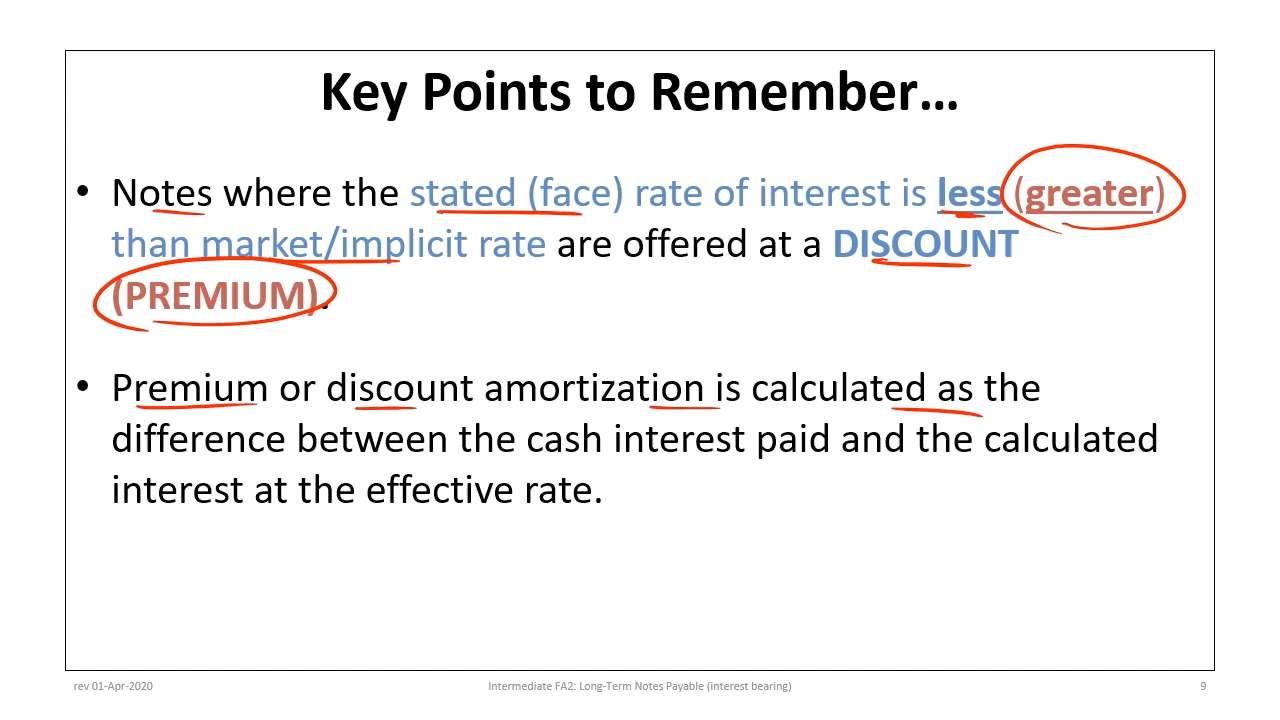 Key Points to Remember…
• Notes where the stated (face) rate of interest is less (greater)
than market/implicit rate are offered at a DISCOUNT
(PREMIUM).
• Premium or discount amortization is calculated as the
difference between the cash interest paid and the calculated
interest at the effective rate.
rev 01-Apr-2020 Intermediate FA2: Long-Term Notes Payable (interest bearing) 9